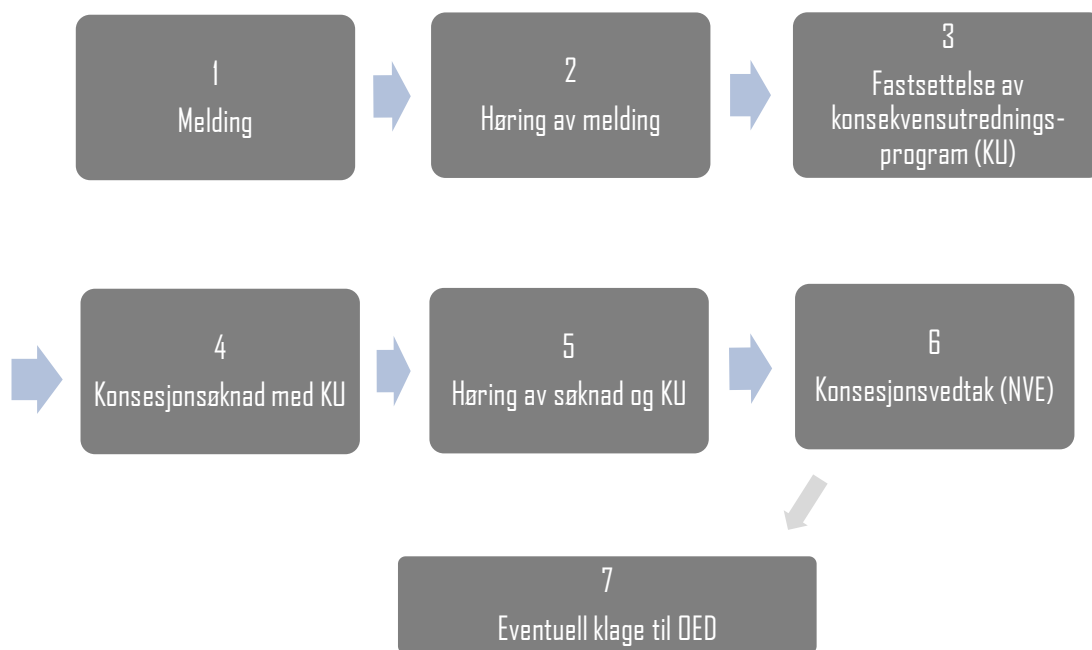 1
Melding
2
Høring av melding
3
Fastsettelse av
konsekvensutrednings-
program (KU)
4
Konsesjonsøknad med KU
5
Høring av søknad og KU
6
Konsesjonsvedtak (NVE)
7
Eventuell klage til OED